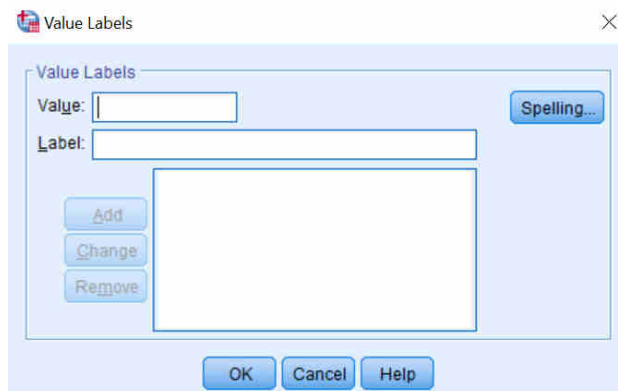 Value Labels
Value Labels
Value:
Spelling...
Label:
Add
Change
Remove
OK Cancel Help